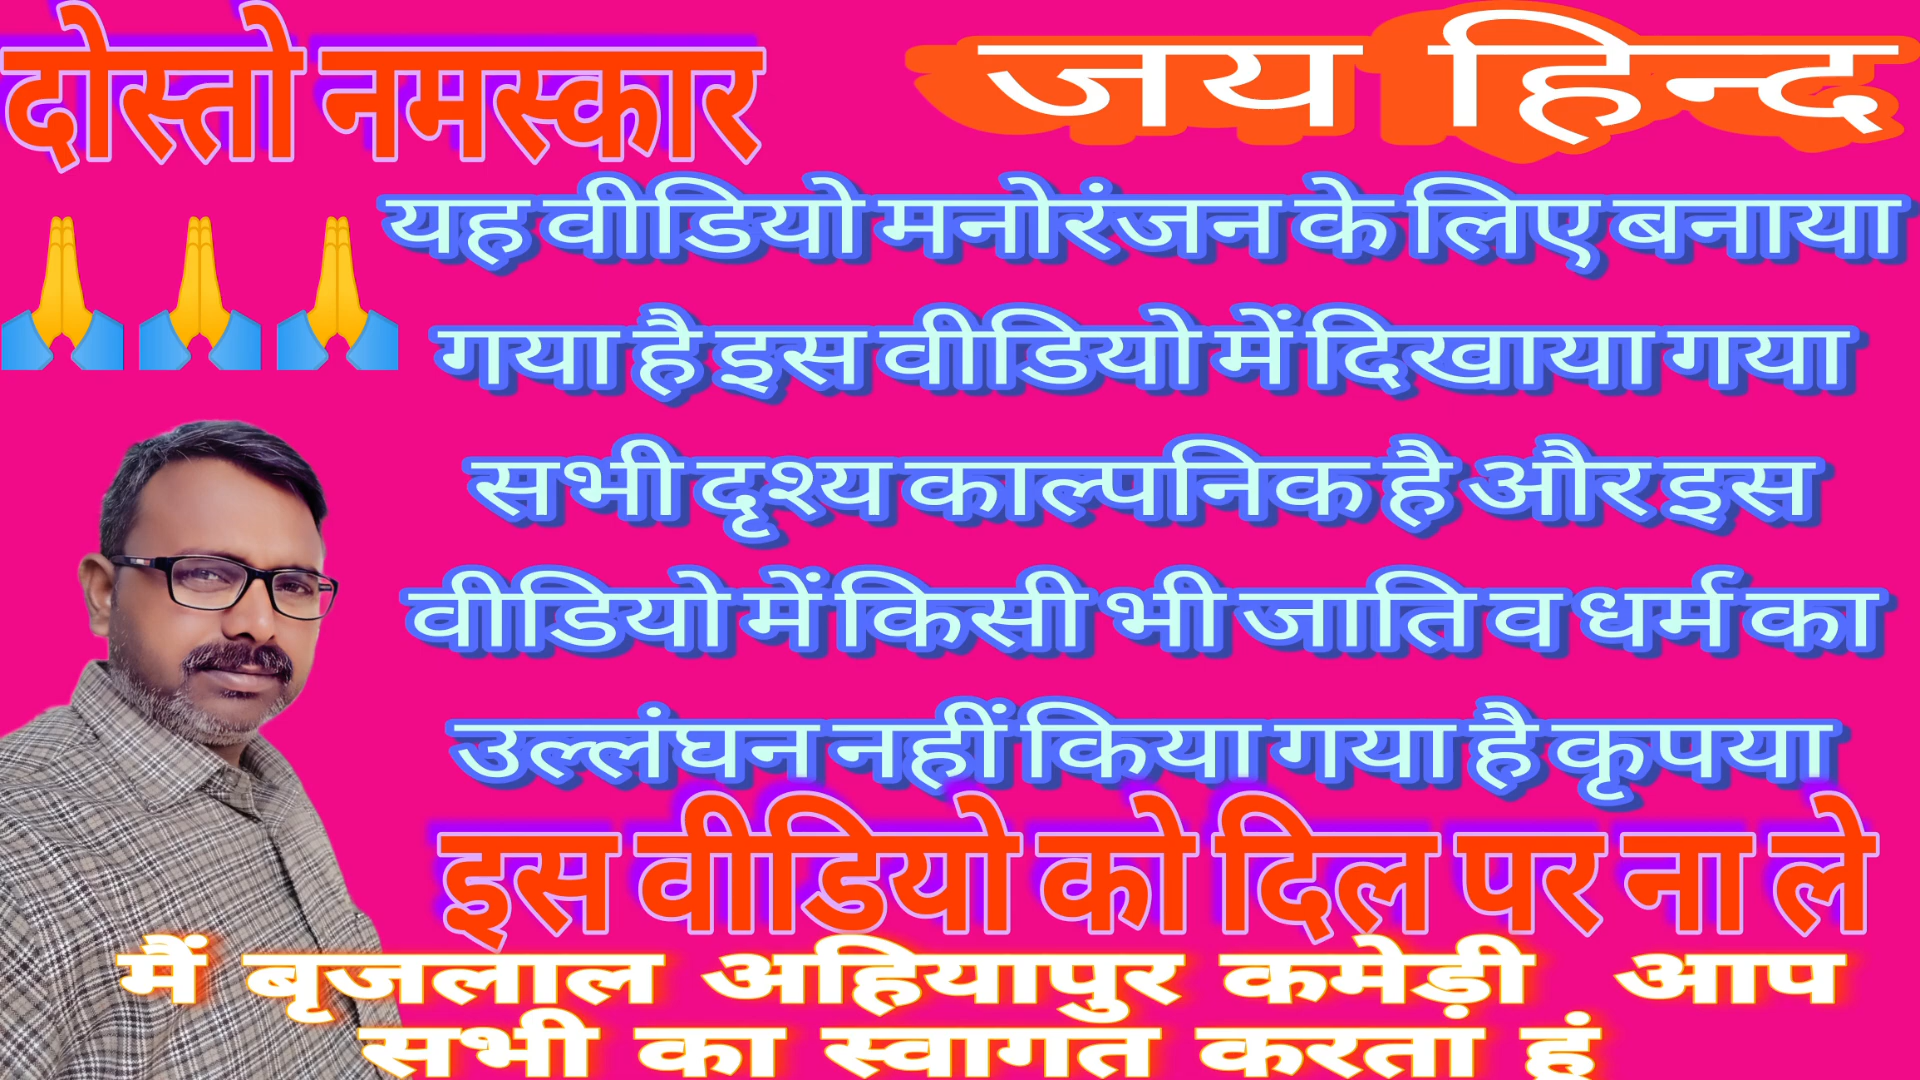 दोस्तो नमस्कार
जय हिन्द
यह वीडियो मनोरंजन के लिए बनाया
गया है इस वीडियो में दिखाया गया
सभी दृश्य काल्पनिक है और इस
वीडियो में किसी भी जाति व धर्म का
उल्लंघन नहीं किया गया है कृपया
इस वीडियो को दिल पर ना ले
मैं बृजलाल अहियापुर कमेड़ी आप
सभी का स्वागत करता हूं